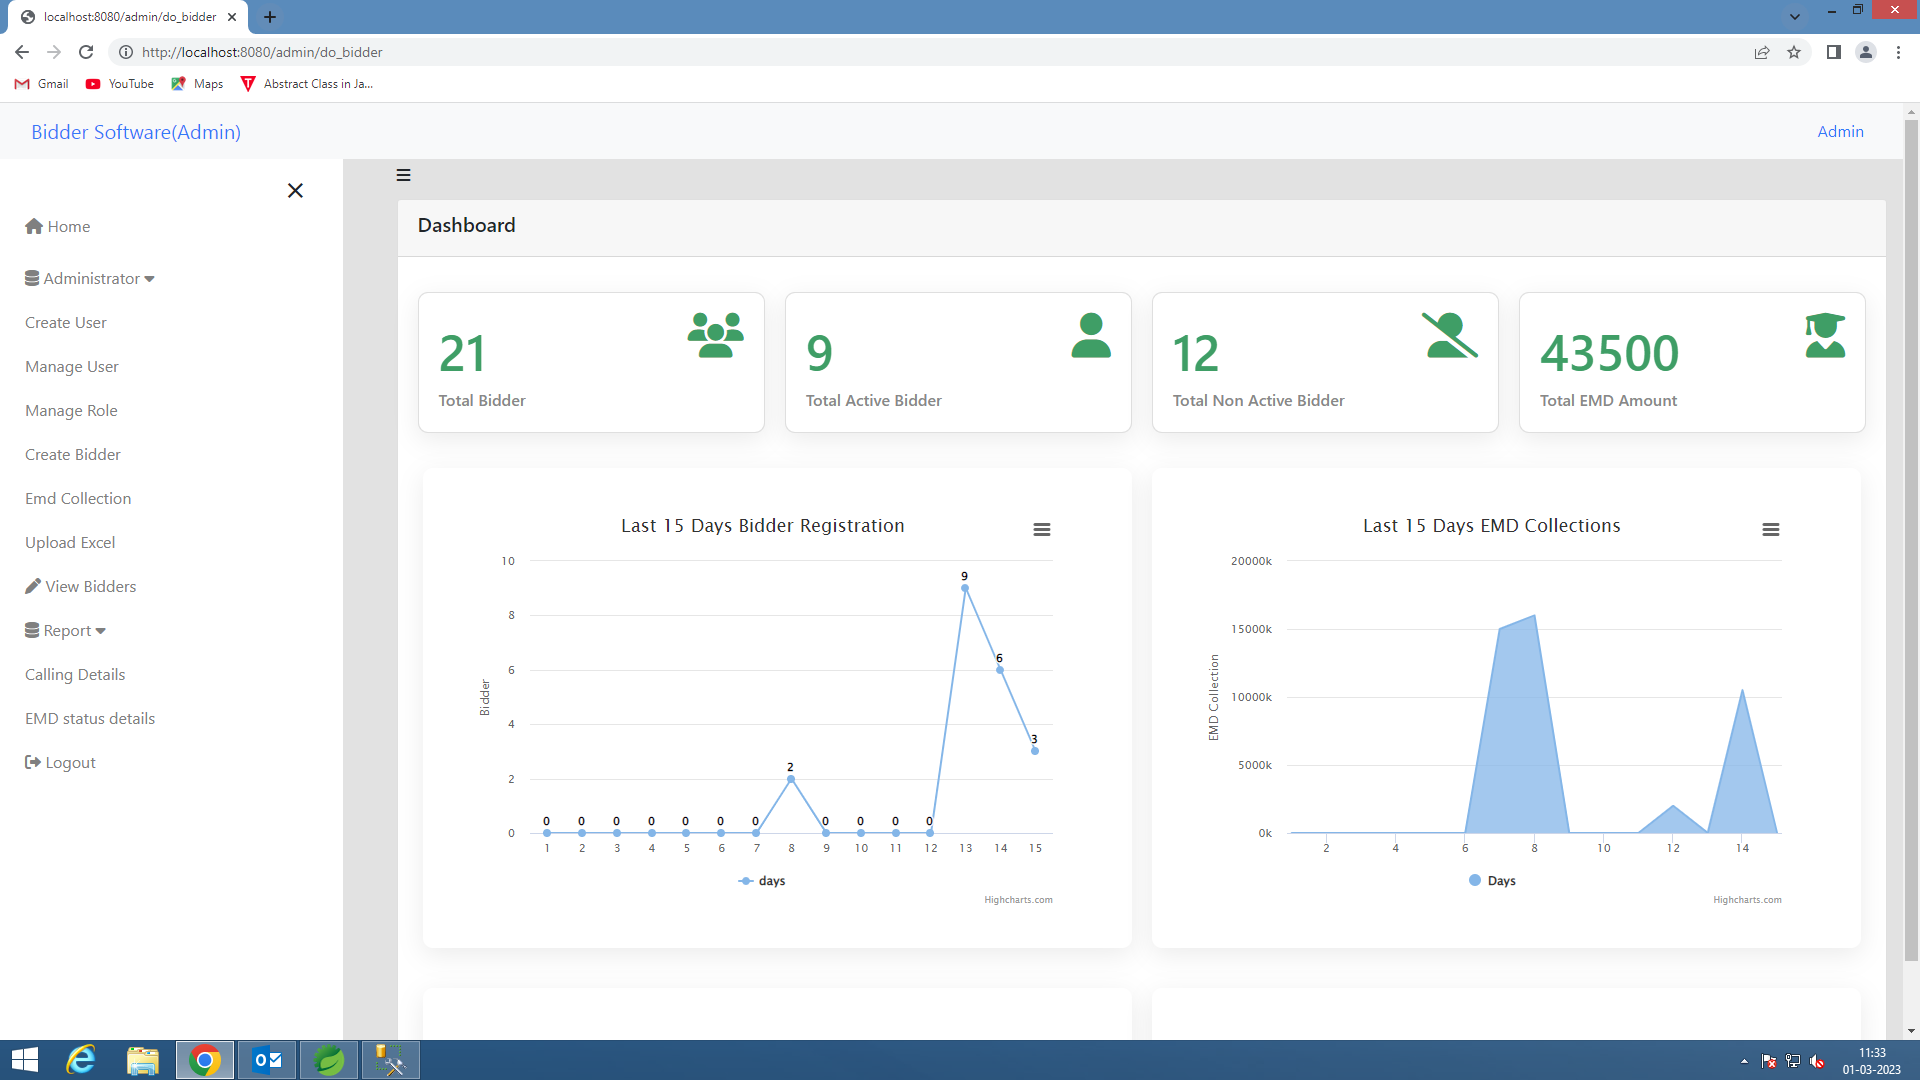 localhost:8080/admin/do_bidder
http://localhost:8080/admin/do_bidder
Gmail YouTube Maps Abstract Class in Ja...
Bidder Software(Admin)
Admin
Home
Administrator
Create User
Manage User
Manage Role
Create Bidder
Emd Collection
Upload Excel
View Bidders
Report
Calling Details
EMD status details
Logout
Dashboard
21
Total Bidder
9
Total Active Bidder
12
Total Non Active Bidder
43500
Total EMD Amount
Last 15 Days Bidder Registration
10
8
6
4
2
0
Bidder
0 0 0 0 0 0 0 2 0 0 0 0 9 6 3
1 2 3 4 5 6 7 8 9 10 11 12 13 14 15
days
Highcharts.com
Last 15 Days EMD Collections
20000k
15000k
10000k
5000k
0k
EMD Collection
2 4 6 8 10 12 14
Days
Highcharts.com
11:33
01-03-2023